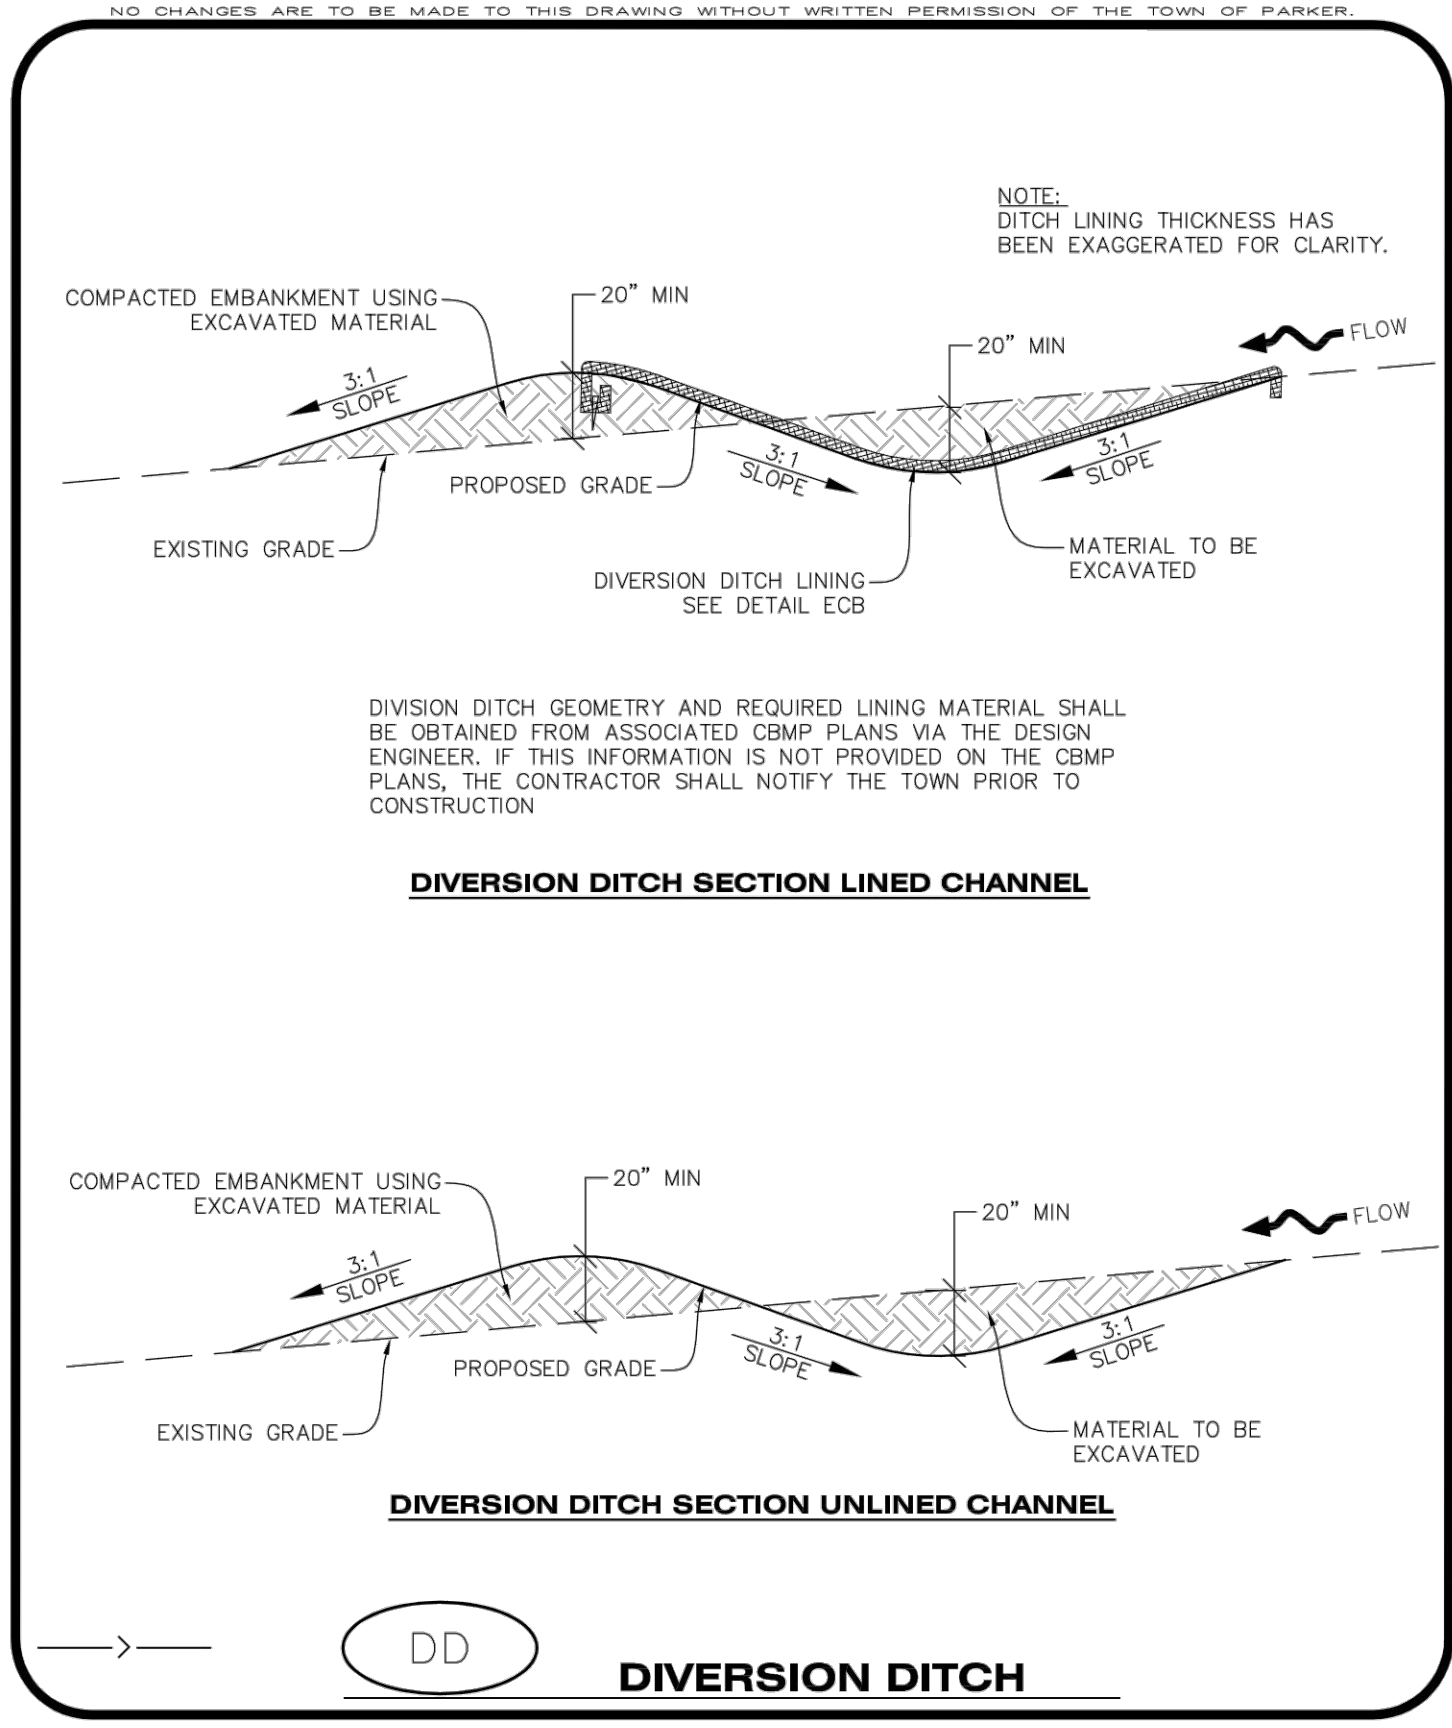 NO CHANGES ARE TO BE MADE TO THIS DRAWING WITHOUT WRITTEN PERMISSION OF THE TOWN OF PARKER.
NOTE:
DITCH LINING THICKNESS HAS
BEEN EXAGGERATED FOR CLARITY.
COMPACTED EMBANKMENT USING
EXCAVATED MATERIAL
20" MIN
20" MIN
FLOW
3:1
SLOPE
3:1
SLOPE
3:1
SLOPE
PROPOSED GRADE
EXISTING GRADE
MATERIAL TO BE
EXCAVATED
DIVERSION DITCH LINING
SEE DETAIL ECB
DIVISION DITCH GEOMETRY AND REQUIRED LINING MATERIAL SHALL
BE OBTAINED FROM ASSOCIATED CBMP PLANS VIA THE DESIGN
ENGINEER. IF THIS INFORMATION IS NOT PROVIDED ON THE CBMP
PLANS, THE CONTRACTOR SHALL NOTIFY THE TOWN PRIOR TO
CONSTRUCTION
DIVERSION DITCH SECTION LINED CHANNEL
COMPACTED EMBANKMENT USING
EXCAVATED MATERIAL
20" MIN
20" MIN
FLOW
3:1
SLOPE
3:1
SLOPE
3:1
SLOPE
PROPOSED GRADE
EXISTING GRADE
MATERIAL TO BE
EXCAVATED
DIVERSION DITCH SECTION UNLINED CHANNEL
DD
DIVERSION DITCH